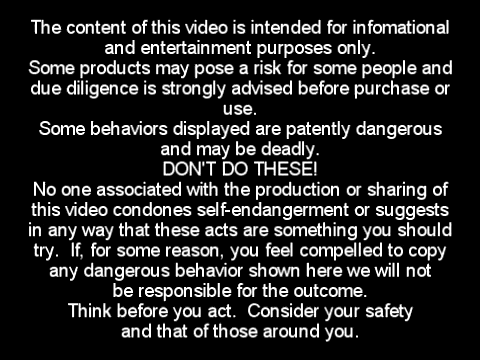 The content of this video is intended for infomational
and entertainment purposes only.
Some products may pose a risk for some people and
due diligence is strongly advised before purchase or
use.
Some behaviors displayed are patently dangerous
and may be deadly.
DON'T DO THESE!
No one associated with the production or sharing of
this video condones self-endangerment or suggests
in any way that these acts are something you should
try.  If, for some reason, you feel compelled to copy
any dangerous behavior shown here we will not
be responsible for the outcome.
Think before you act.  Consider your safety
and that of those around you.